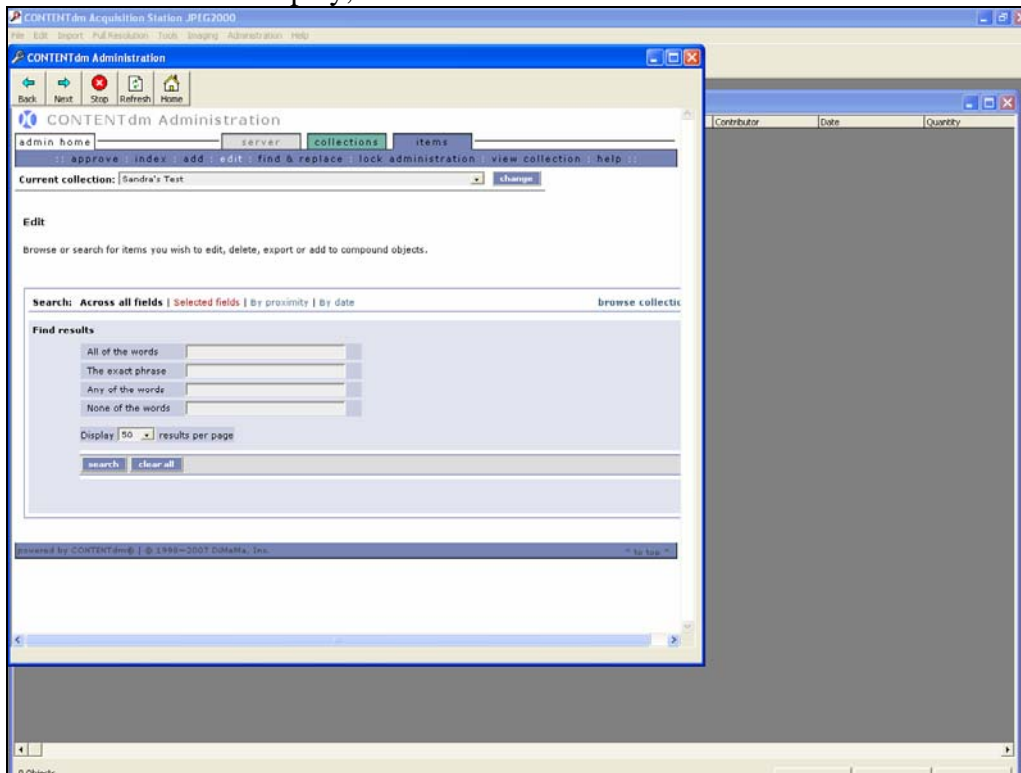 CONTENTdm Acquisition Station JPEG2000
File Edit Import Full Resolution Tools Imaging Administration Help
CONTENTdm Administration
Back Next Stop Refresh Home
CONTENTdm Administration
admin home server collections items
:: approve | index | add | edit | find & replace | lock administration | view collection | help ::
Current collection: Sandra's Test change
Contributor Date Quantity
Edit
Browse or search for items you wish to edit, delete, export or add to compound objects.
Search: Across all fields | Selected fields | By proximity | By date browse collectio
Find results
All of the words
The exact phrase
Any of the words
None of the words
Display 50 results per page
search clear all
powered by CONTENTdm® | © 1998-2007 DiMeMa, Inc. ^ to top ^